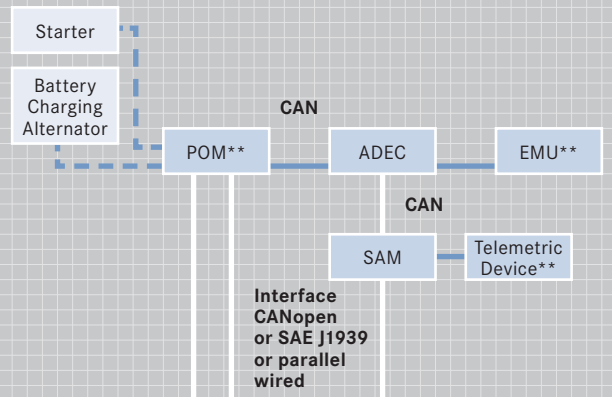 Starter
Battery
Charging
Alternator
CAN
POM**
ADEC
EMU**
CAN
SAM
Telemetric
Device**
Interface
CANopen
or SAE J1939
or parallel
wired